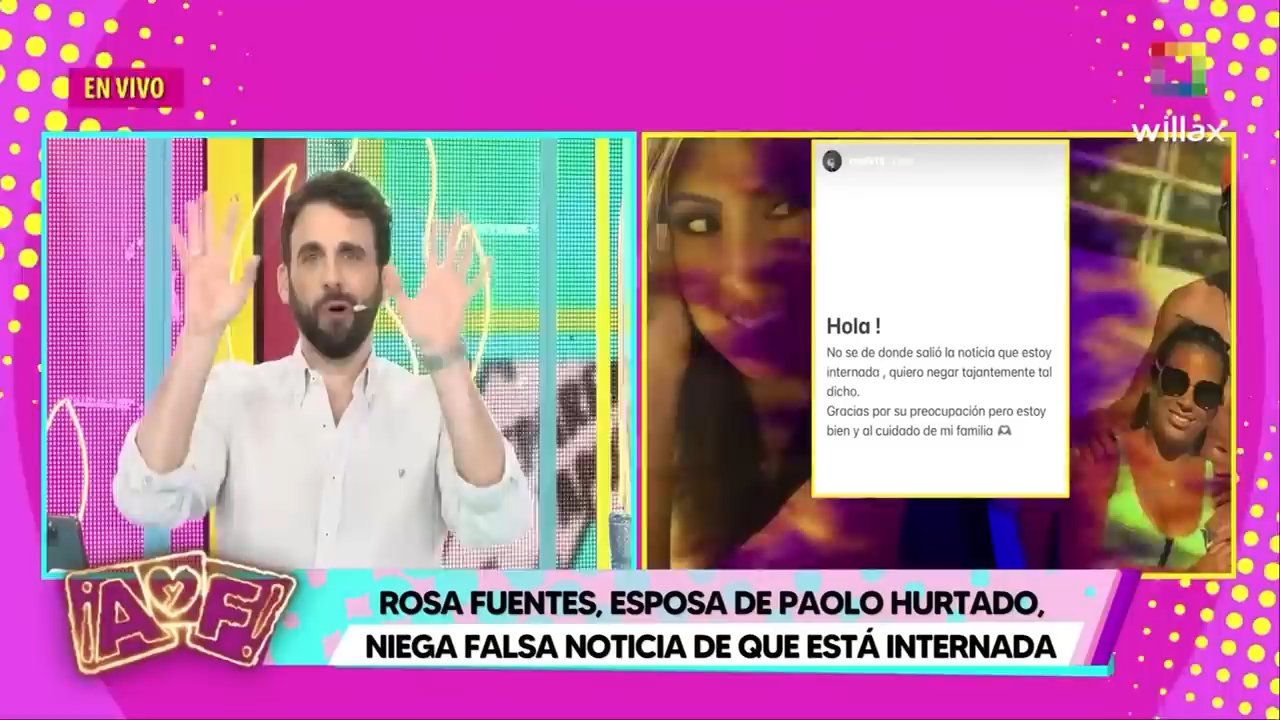 EN VIVO
willax
Hola !
No se de donde salió la noticia que estoy
internada , quiero negar tajantemente tal
dicho.
Gracias por su preocupación pero estoy
bien y al cuidado de mi familia
¡AF!
ROSA FUENTES, ESPOSA DE PAOLO HURTADO,
NIEGA FALSA NOTICIA DE QUE ESTÁ INTERNADA